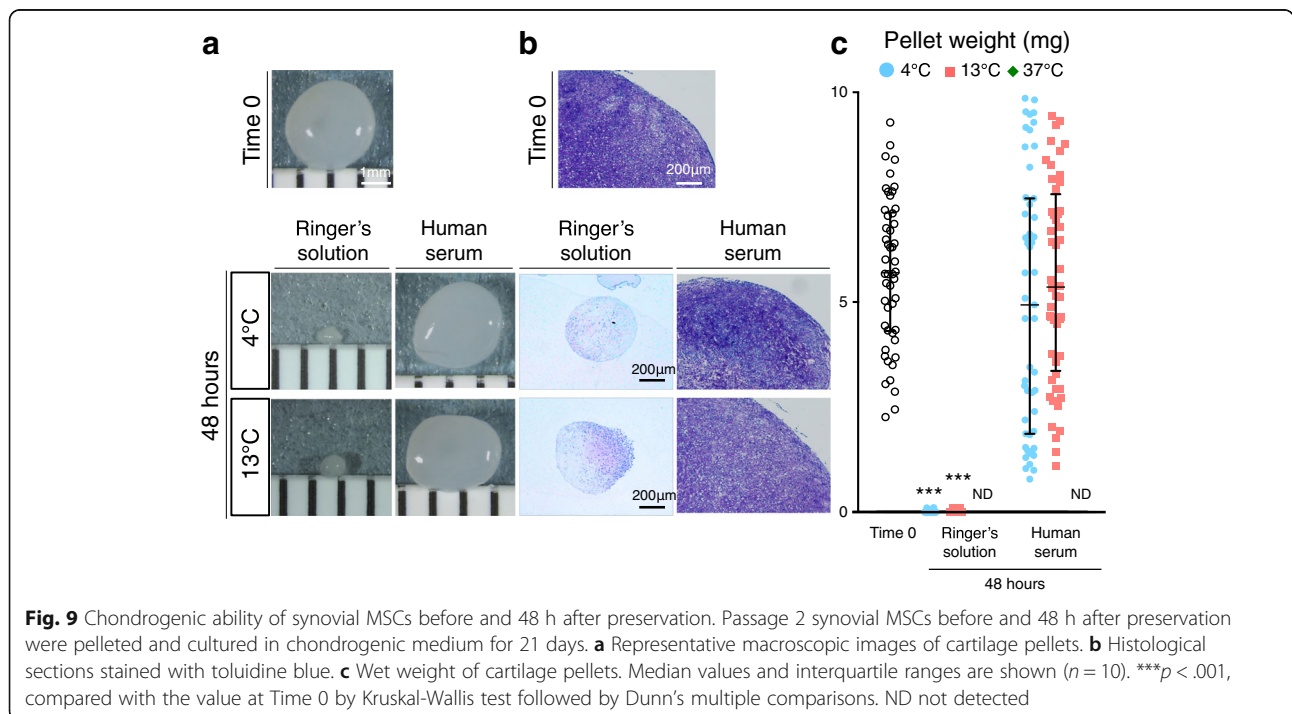 a
b
c
Pellet weight (mg)
4°C 13°C 37°C
Time 0
1mm
Time 0
200µm
Ringer's solution
Human serum
Ringer's solution
Human serum
48 hours
4°C
200µm
13°C
200µm
10
5
0
***
***
ND
ND
Time 0
Ringer's solution
Human serum
48 hours
Fig. 9 Chondrogenic ability of synovial MSCs before and 48 h after preservation. Passage 2 synovial MSCs before and 48 h after preservation
were pelleted and cultured in chondrogenic medium for 21 days. a Representative macroscopic images of cartilage pellets. b Histological
sections stained with toluidine blue. c Wet weight of cartilage pellets. Median values and interquartile ranges are shown (n = 10). ***p < .001,
compared with the value at Time 0 by Kruskal-Wallis test followed by Dunn's multiple comparisons. ND not detected